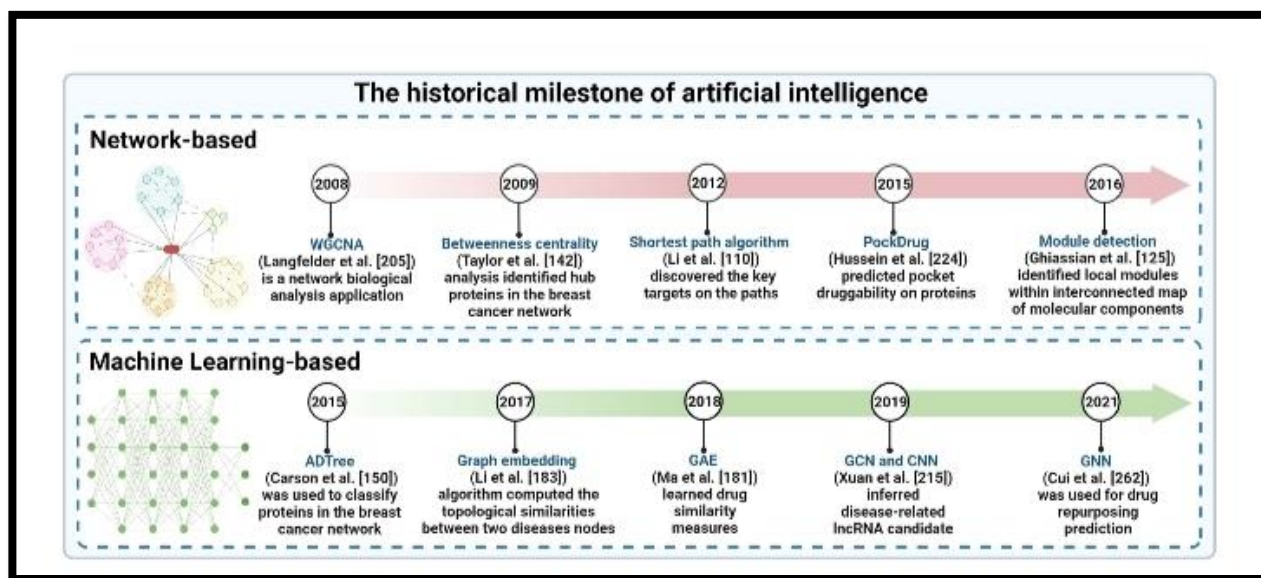 The historical milestone of artificial intelligence
Network-based
2008
WGCNA
(Langfelder et al. [205])
is a network biological
analysis application
2009
Betweenness centrality
(Taylor et al. [142])
analysis identified hub
proteins in the breast
cancer network
2012
Shortest path algorithm
(Li et al. [110])
discovered the key
targets on the paths
2015
PockDrug
(Hussein et al. [224])
predicted pocket
druggability on proteins
2016
Module detection
(Ghiassian et al. [125])
identified local modules
within interconnected map
of molecular components
Machine Learning-based
2015
ADTree
(Carson et al. [150])
was used to classify
proteins in the breast
cancer network
2017
Graph embedding
(Li et al. [183])
algorithm computed the
topological similarities
between two diseases nodes
2018
GAE
(Ma et al. [181])
learned drug
similarity
measures
2019
GCN and CNN
(Xuan et al. [215])
inferred
disease-related
lncRNA candidate
2021
GNN
(Cui et al. [262])
was used for drug
repurposing
prediction